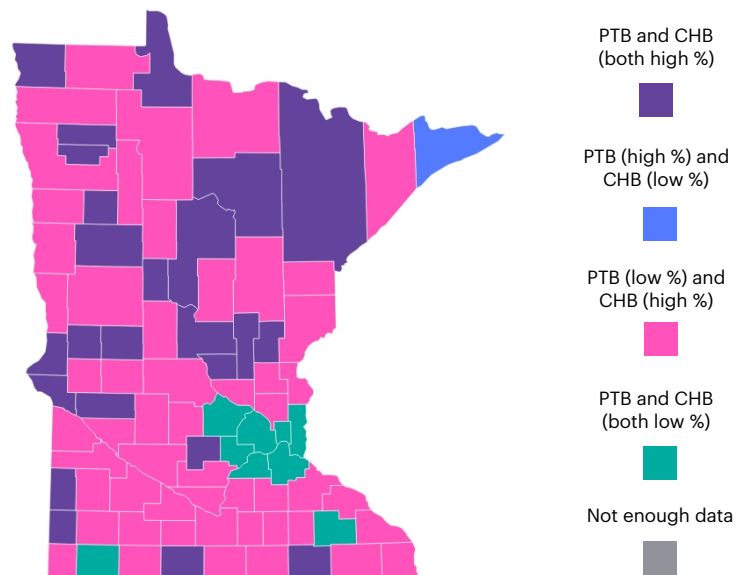 PTB and CHB
(both high %)
PTB (high %) and
CHB (low %)
PTB (low %) and
CHB (high %)
PTB and CHB
(both low %)
Not enough data